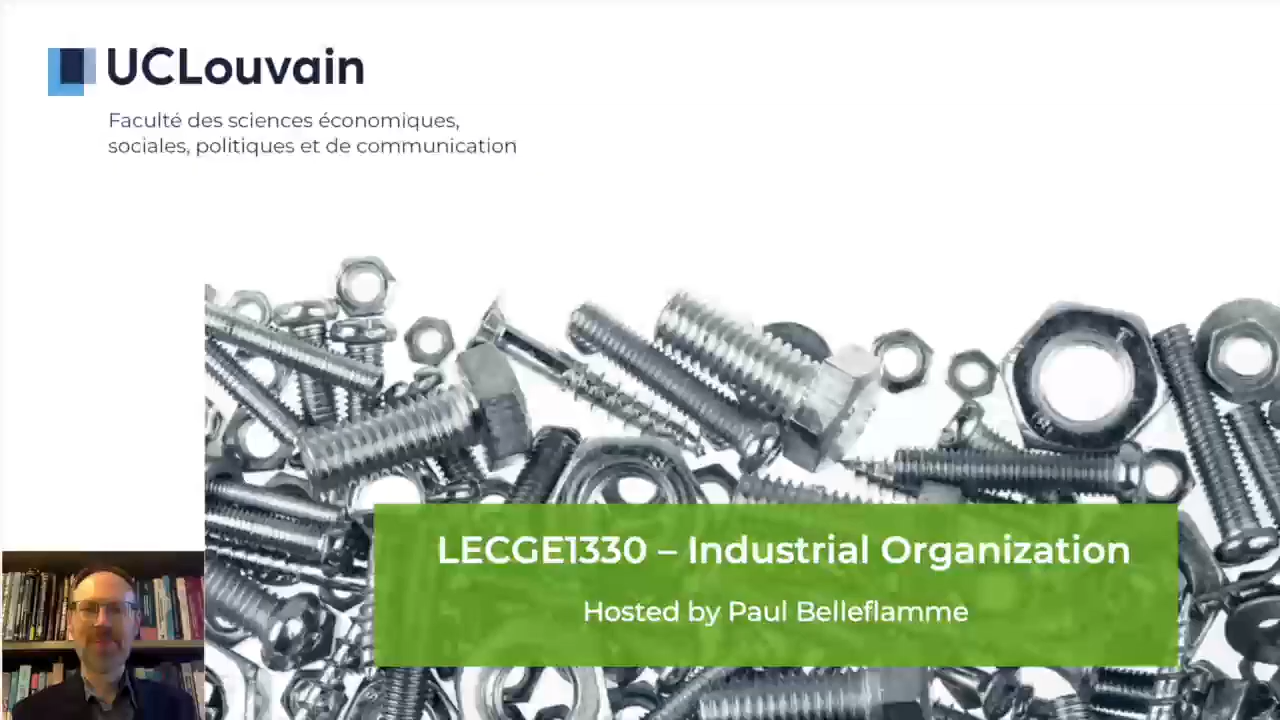 UCLouvain
Faculté des sciences économiques,
sociales, politiques et de communication
LECGE1330 – Industrial Organization
Hosted by Paul Belleflamme